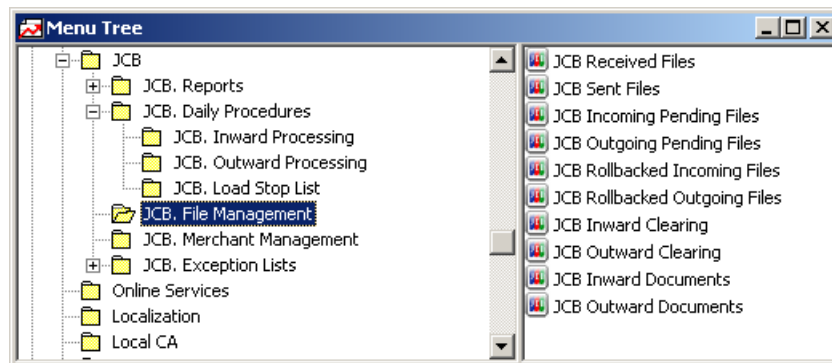 Menu Tree
JCB
JCB. Reports
JCB. Daily Procedures
JCB. Inward Processing
JCB. Outward Processing
JCB. Load Stop List
JCB. File Management
JCB. Merchant Management
JCB. Exception Lists
Online Services
Localization
Local CA
JCB Received Files
JCB Sent Files
JCB Incoming Pending Files
JCB Outgoing Pending Files
JCB Rollbacked Incoming Files
JCB Rollbacked Outgoing Files
JCB Inward Clearing
JCB Outward Clearing
JCB Inward Documents
JCB Outward Documents